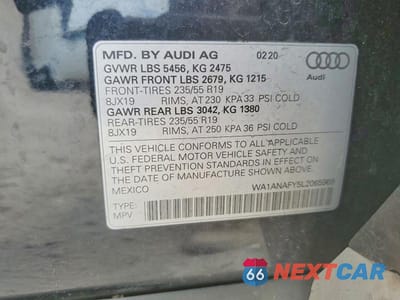 MFD. BY AUDI AG 02/20
GVWR LBS 5456, KG 2475
GAWR FRONT LBS 2679, KG 1215
FRONT-TIRES 235/55 R19
8JX19 RIMS, AT 230 KPA 33 PSI COLD
GAWR REAR LBS 3042, KG 1380
REAR-TIRES 235/55 R19
8JX19 RIMS, AT 250 KPA 36 PSI COLD
Audi
THIS VEHICLE CONFORMS TO ALL APPLICABLE
U.S. FEDERAL MOTOR VEHICLE SAFETY AND
THEFT PREVENTION STANDARDS IN EFFECT ON THE
DATE OF MANUFACTURE SHOWN ABOVE.
MEXICO WA1ANAFY5L2065969
TYPE:
MPV
66 NEXTCAR.COM